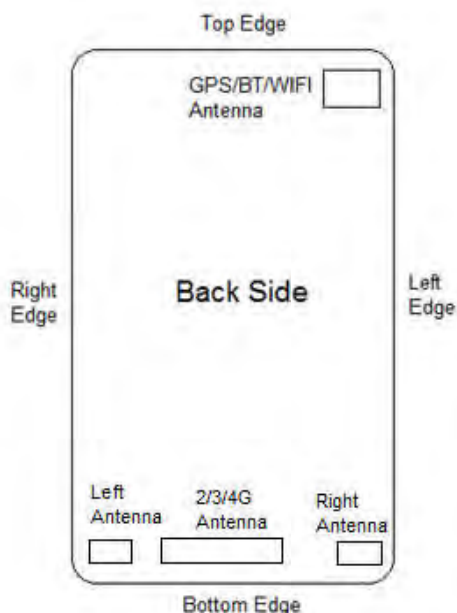 Top Edge
GPS/BT/WIFI
Antenna
Right
Edge
Back Side
Left
Edge
Left
Antenna
2/3/4G
Antenna
Right
Antenna
Bottom Edge